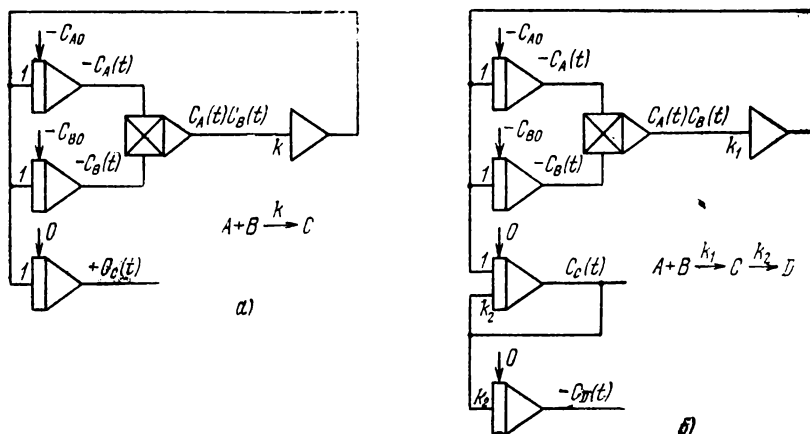 -C_A0
-C_A(t)
1
C_A(t)C_B(t)
k
-C_B0
-C_B(t)
1
A+B —k→ C
0
+C_C(t)
1
а)
-C_A0
-C_A(t)
1
C_A(t)C_B(t)
k_1
-C_B0
-C_B(t)
1
0
C_C(t)
1
k_2
A+B —k_1→ C —k_2→ D
0
-C_D(t)
k_2
б)